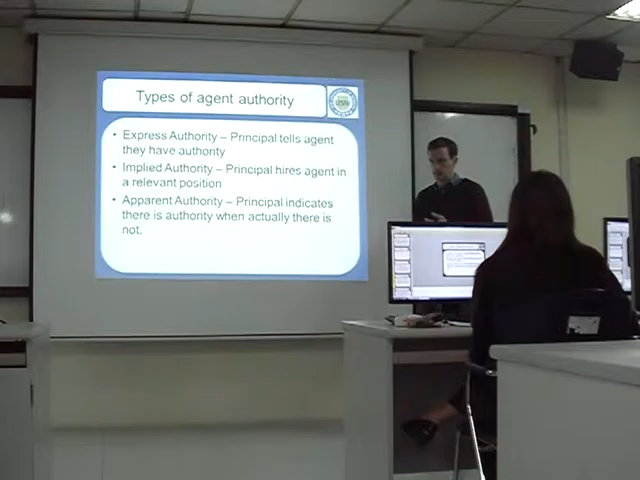 Types of agent authority
• Express Authority – Principal tells agent
they have authority
• Implied Authority – Principal hires agent in
a relevant position
• Apparent Authority – Principal indicates
there is authority when actually there is
not.